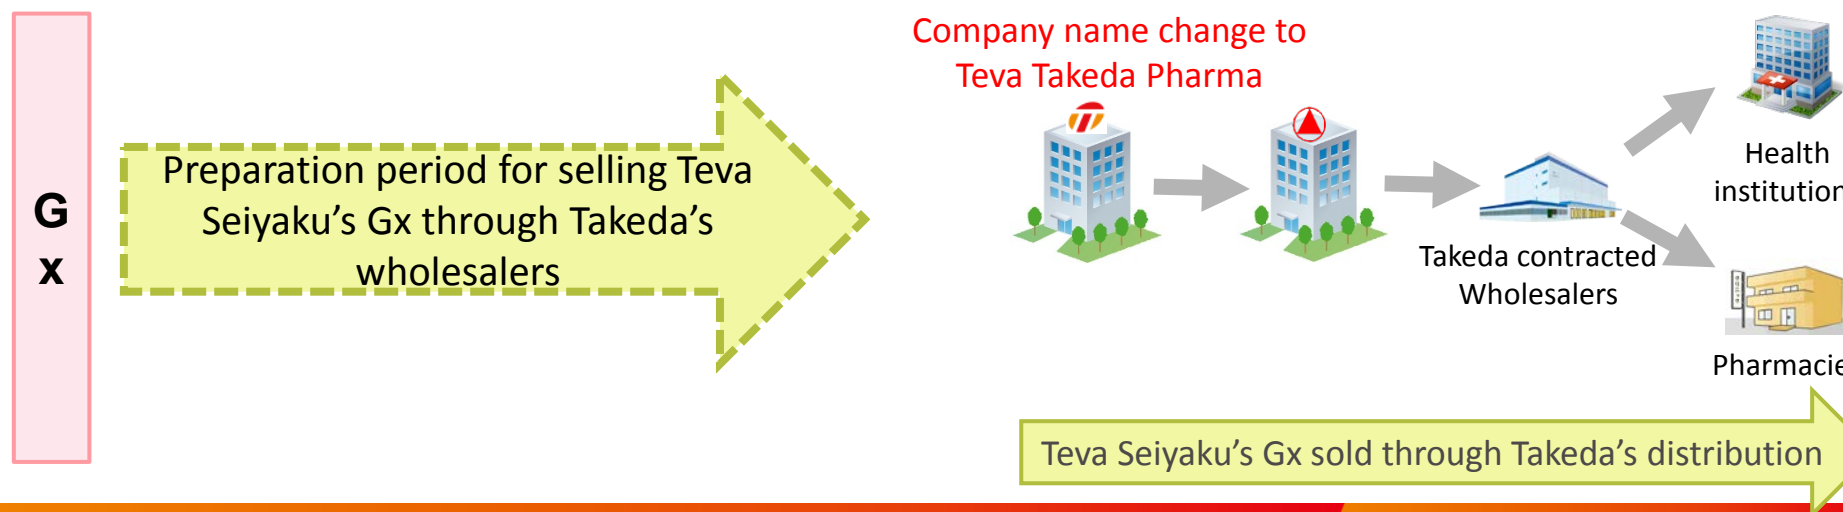 G
x
Preparation period for selling Teva
Seiyaku’s Gx through Takeda’s
wholesalers
Company name change to
Teva Takeda Pharma
Takeda contracted
Wholesalers
Health
institution
Pharmacie
Teva Seiyaku’s Gx sold through Takeda’s distribution